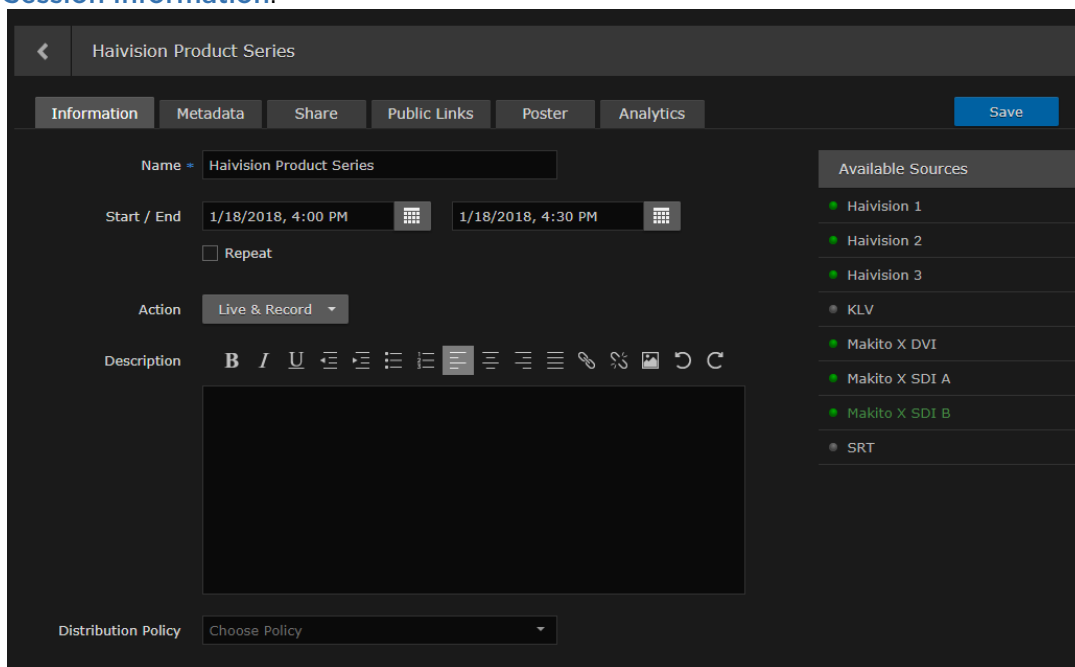 Session Information.
Haivision Product Series
Information Metadata Share Public Links Poster Analytics Save
Name * Haivision Product Series
Start / End 1/18/2018, 4:00 PM 1/18/2018, 4:30 PM
Repeat
Action Live & Record
Description B I U
Distribution Policy Choose Policy
Available Sources
Haivision 1
Haivision 2
Haivision 3
KLV
Makito X DVI
Makito X SDI A
Makito X SDI B
SRT